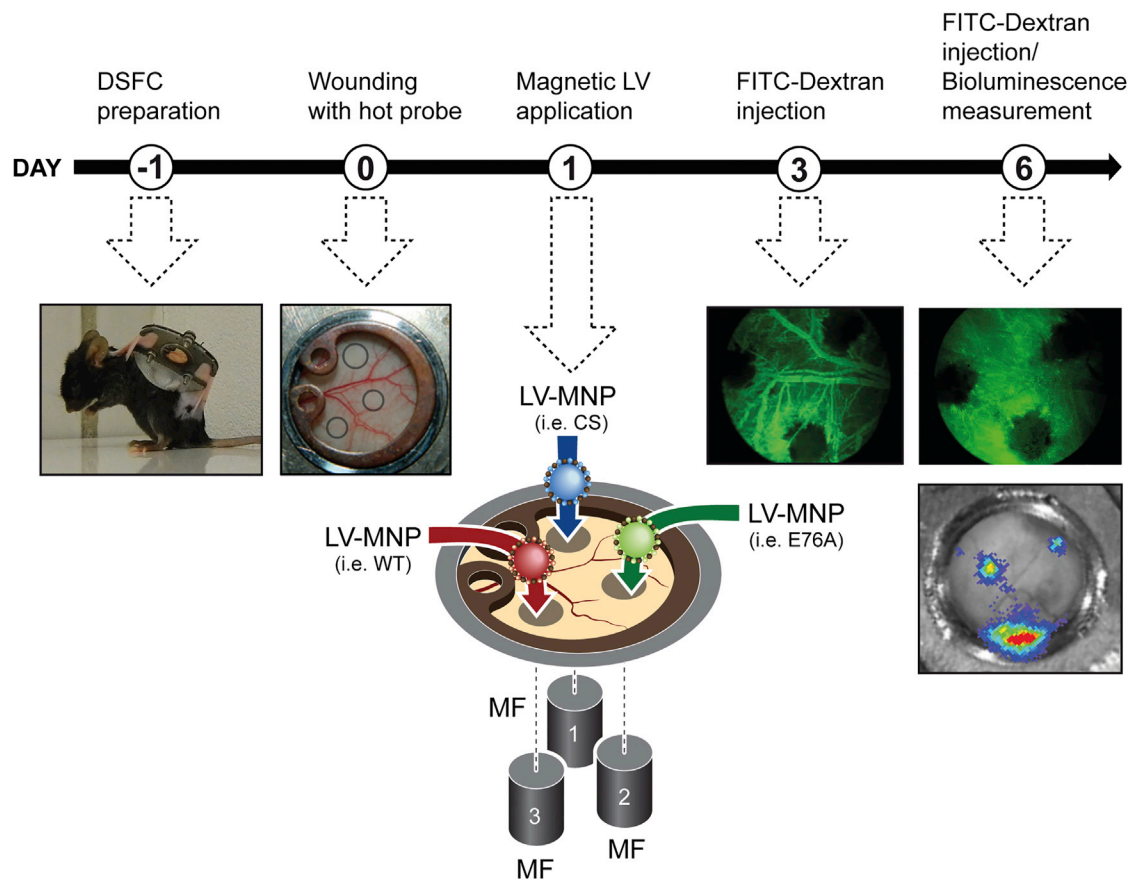 DSFC
preparation
Wounding
with hot probe
Magnetic LV
application
FITC-Dextran
injection
FITC-Dextran
injection/
Bioluminescence
measurement
DAY
-1
0
1
3
6
LV-MNP
(i.e. CS)
LV-MNP
(i.e. WT)
LV-MNP
(i.e. E76A)
MF
1
2
3
MF
MF